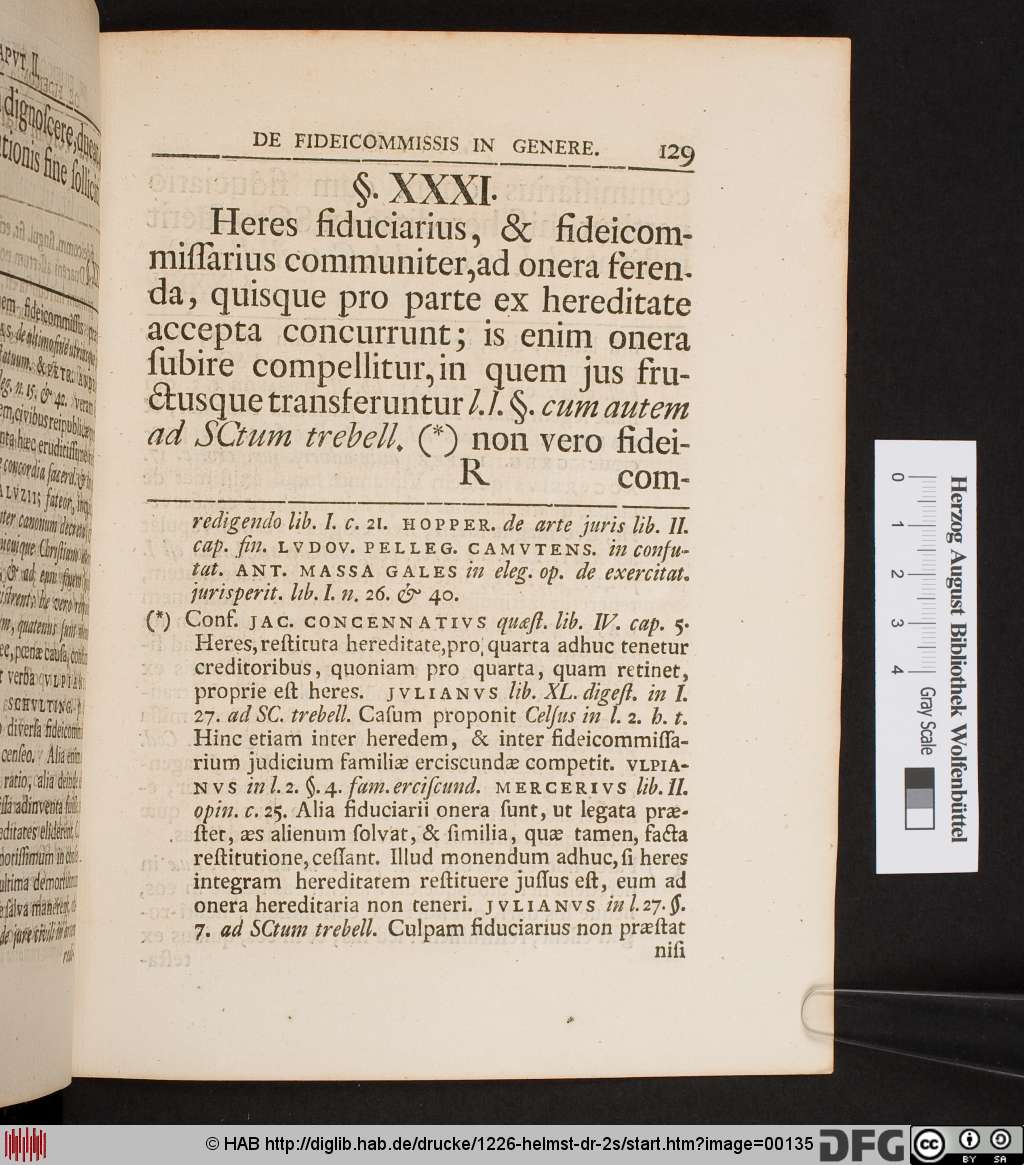 DE FIDEICOMMISSIS IN GENERE. 129
§. XXXI.
Heres fiduciarius, & fideicom-
miſſarius communiter, ad onera feren-
da, quisque pro parte ex hereditate
accepta concurrunt; is enim onera
ſubire compellitur, in quem jus fru-
ctusque transferuntur l. I. §. cum autem
ad SCtum trebell. (*) non vero fidei-
R com-
redigendo lib. I. c. 21. HOPPER. de arte juris lib. II.
cap. fin. LVDOV. PELLEG. CAMVTENS. in confu-
tat. ANT. MASSA GALES in eleg. op. de exercitat.
jurisperit. lib. I. n. 26. & 40.
(*) Conf. JAC. CONCENNATIVS quæſt. lib. IV. cap. 5.
Heres, reſtituta hereditate, pro quarta adhuc tenetur
creditoribus, quoniam pro quarta, quam retinet,
proprie eſt heres. JVLIANVS lib. XL. digeſt. in l.
27. ad SC. trebell. Caſum proponit Celſus in l. 2. h. t.
Hinc etiam inter heredem, & inter fideicommiſſa-
rium judicium familiæ erciscundæ competit. VLPIA-
NVS in l. 2. §. 4. fam. erciſcund. MERCERIVS lib. II.
opin. c. 25. Alia fiduciarii onera ſunt, ut legata præ-
ſtet, æs alienum ſolvat, & ſimilia, quæ tamen, facta
reſtitutione, ceſſant. Illud monendum adhuc, ſi heres
integram hereditatem reſtituere juſſus eſt, eum ad
onera hereditaria non teneri. JVLIANVS in l. 27. §.
7. ad SCtum trebell. Culpam fiduciarius non præſtat
niſi
0 1 2 3 4
Gray Scale
Herzog August Bibliothek Wolfenbüttel
© HAB http://diglib.hab.de/drucke/1226-helmst-dr-2s/start.htm?image=00135
DFG
cc BY SA